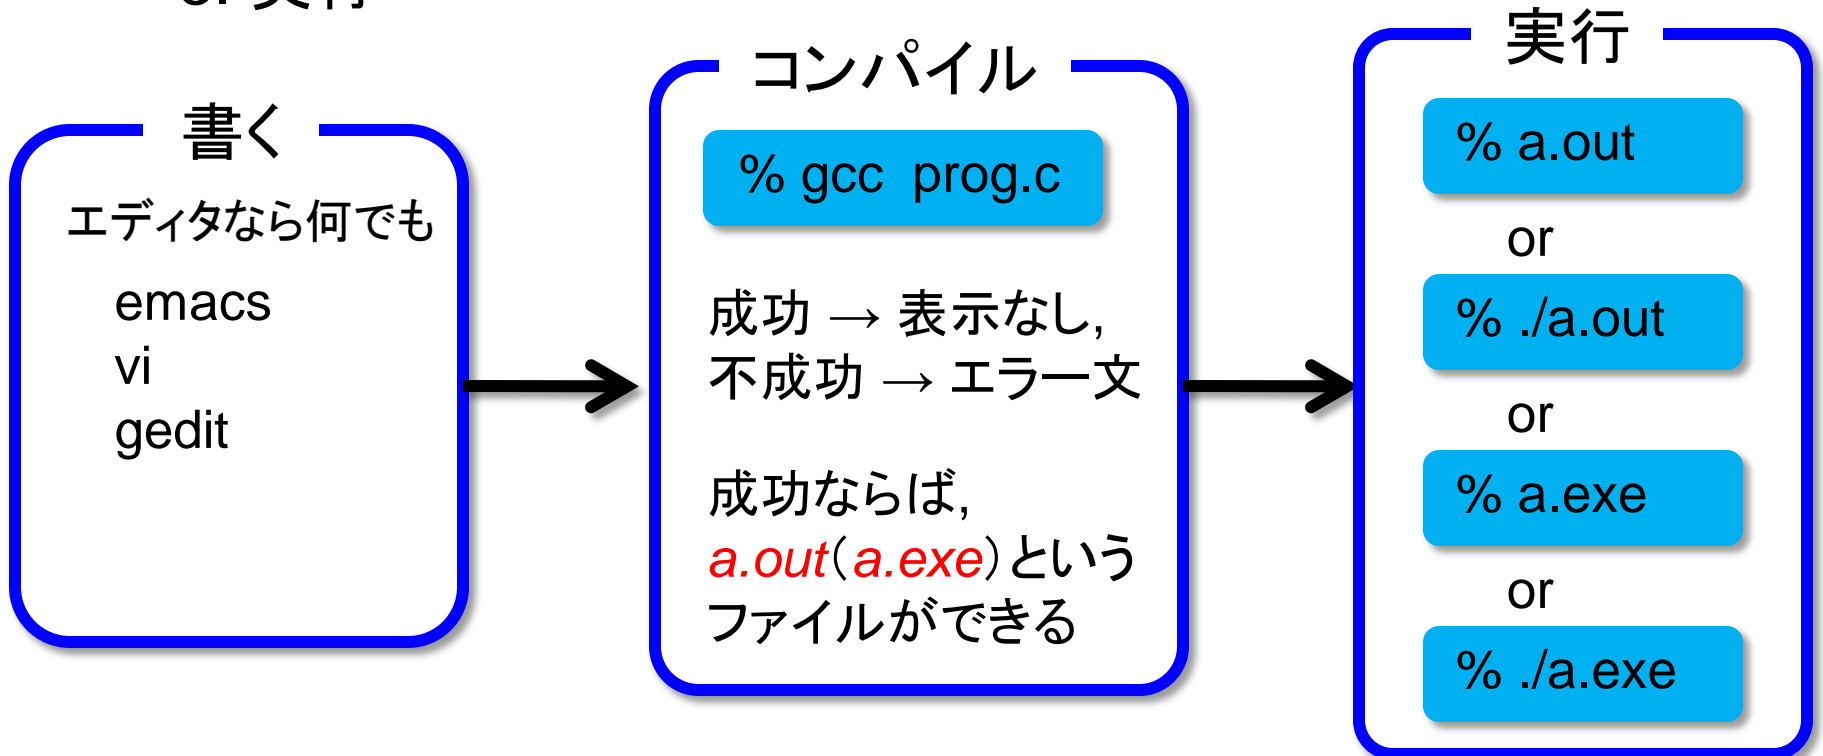 書く
エディタなら何でも
emacs
vi
gedit
コンパイル
% gcc prog.c
成功 → 表示なし,
不成功 → エラー文
成功ならば,
a.out(a.exe)という
ファイルができる
実行
% a.out
or
% ./a.out
or
% a.exe
or
% ./a.exe